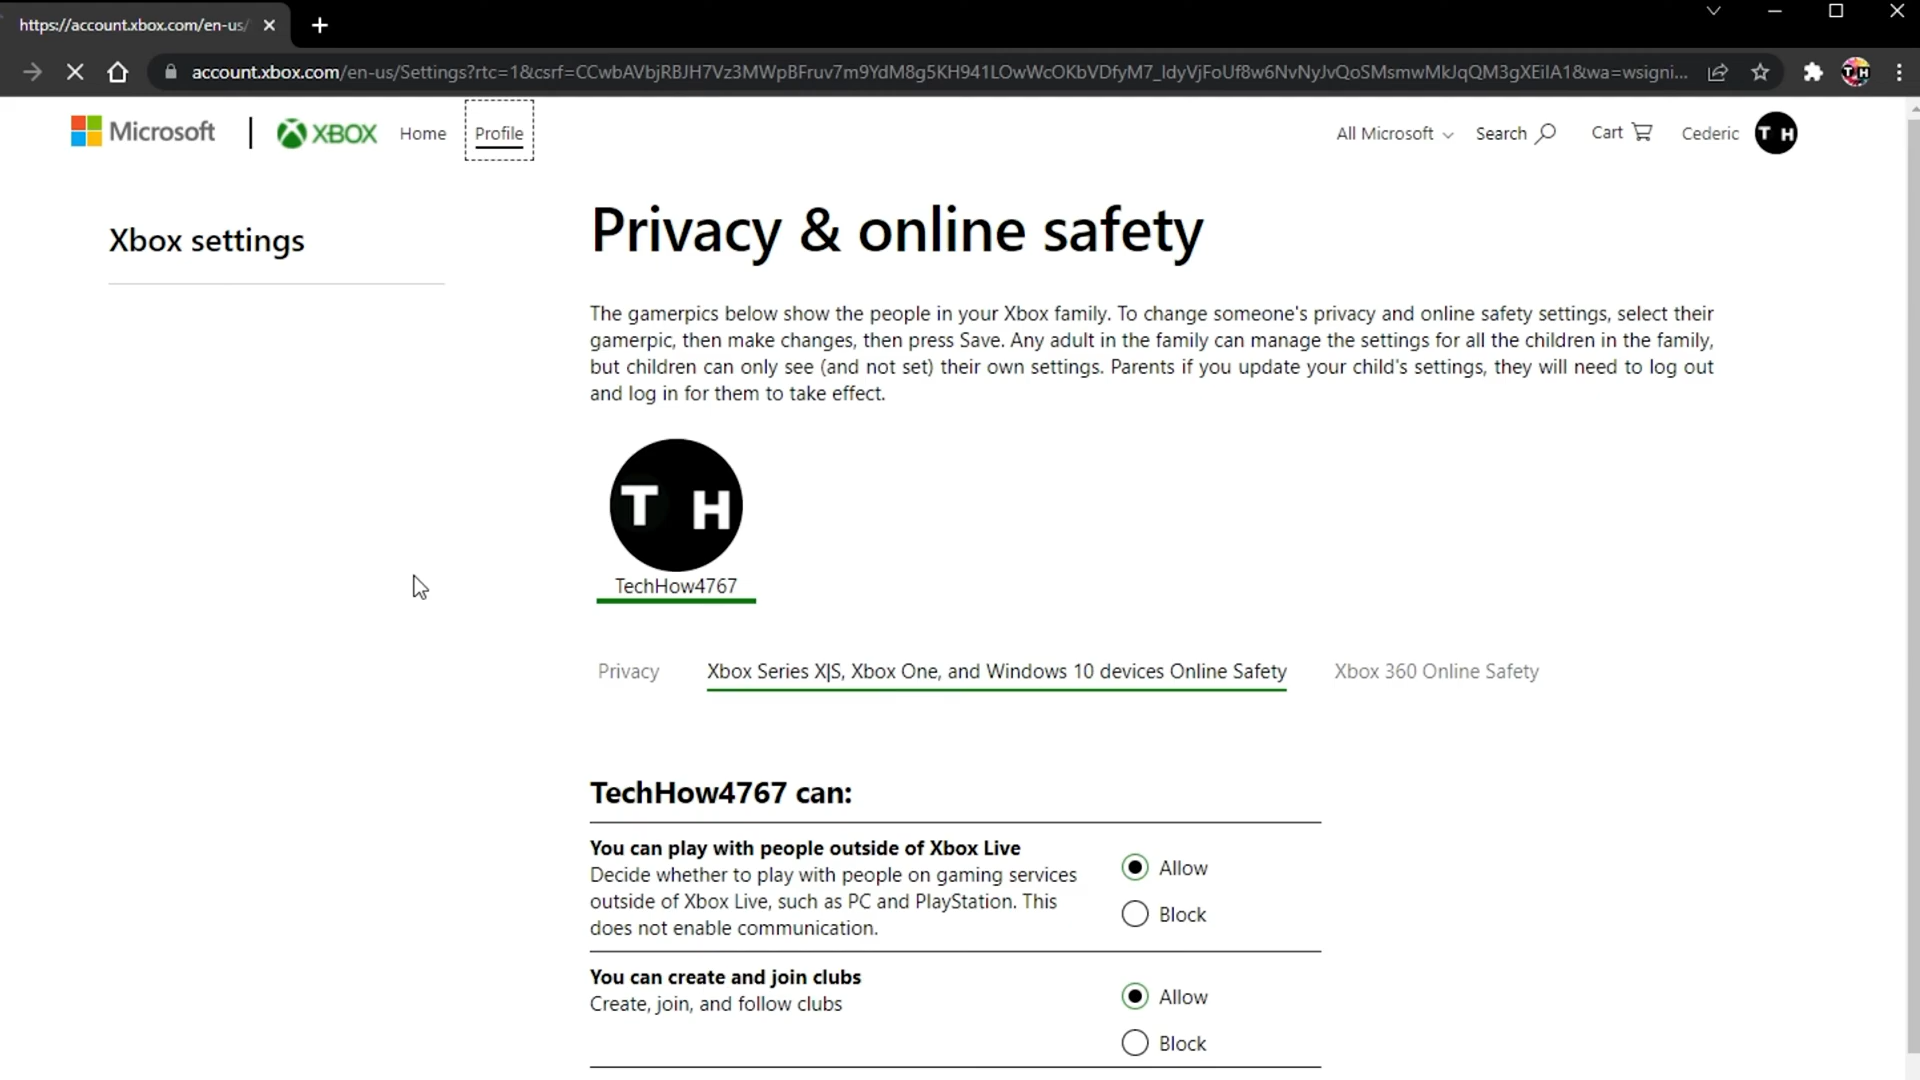 https://account.xbox.com/en-us/
account.xbox.com/en-us/Settings?rtc=1&csrf=CCwbAVbjRBJH7Vz3MWpBFruv7m9YdM8g5KH941LOwWcOKbVDfyM7_IdyVjFoUf8w6NvNyJvQoSMsmwMkJqQM3gXEiIA1&wa=wsigni...
TH
Microsoft | XBOX Home Profile All Microsoft Search Cart Cederic T H
Xbox settings
Privacy & online safety
The gamerpics below show the people in your Xbox family. To change someone's privacy and online safety settings, select their
gamerpic, then make changes, then press Save. Any adult in the family can manage the settings for all the children in the family,
but children can only see (and not set) their own settings. Parents if you update your child's settings, they will need to log out
and log in for them to take effect.
T H
TechHow4767
Privacy Xbox Series X|S, Xbox One, and Windows 10 devices Online Safety Xbox 360 Online Safety
TechHow4767 can:
You can play with people outside of Xbox Live
Decide whether to play with people on gaming services
outside of Xbox Live, such as PC and PlayStation. This
does not enable communication.
Allow
Block
You can create and join clubs
Create, join, and follow clubs
Allow
Block